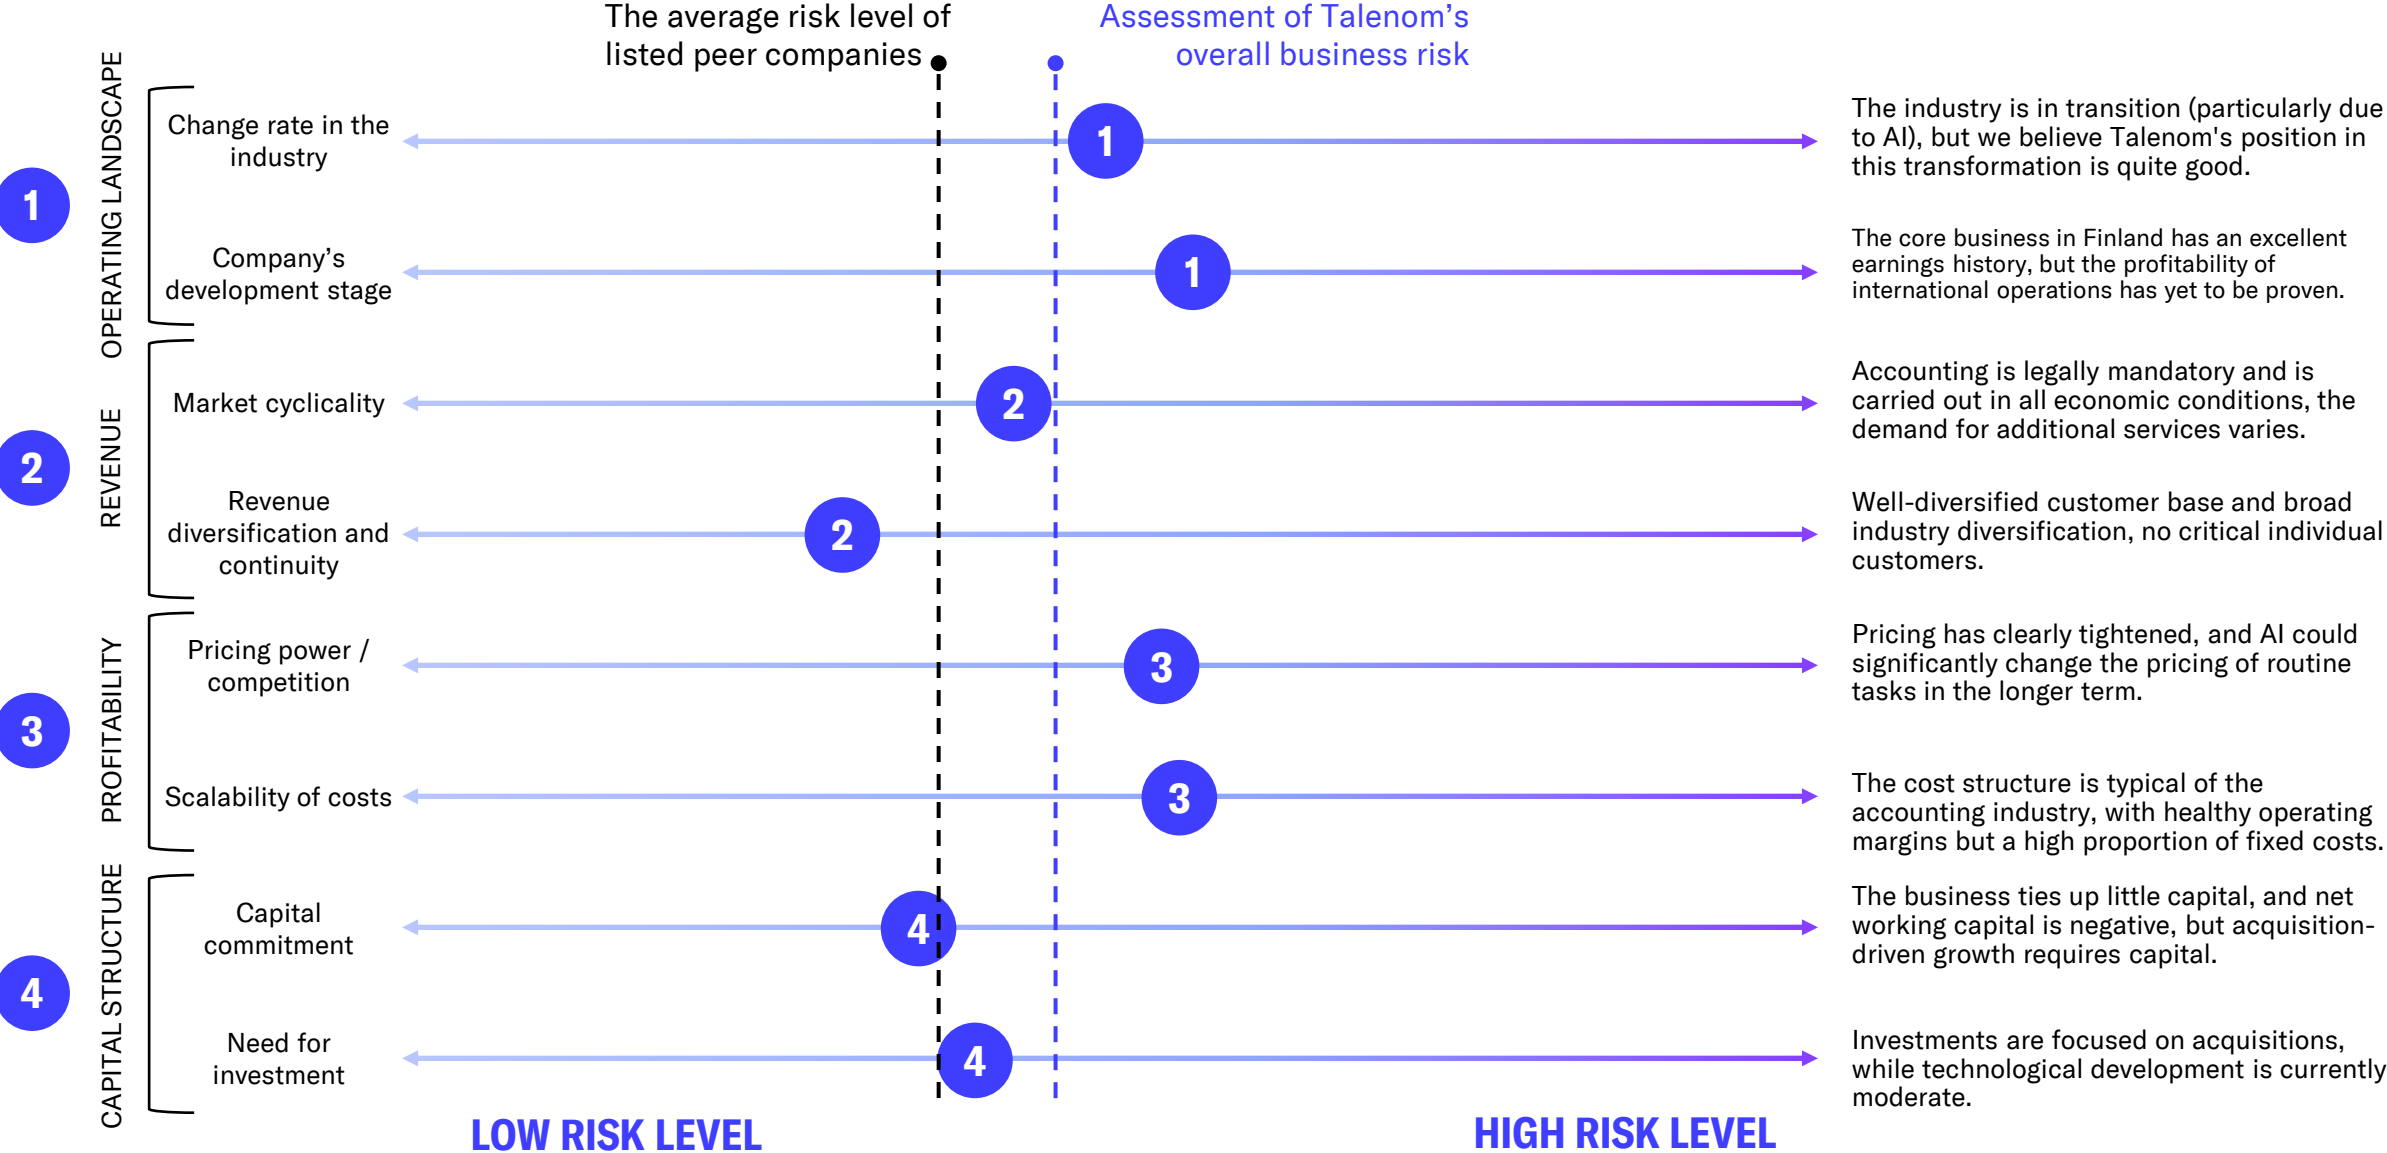 The average risk level of
listed peer companies
Assessment of Talenom’s
overall business risk
1
OPERATING LANDSCAPE
Change rate in the
industry
1
The industry is in transition (particularly due
to AI), but we believe Talenom's position in
this transformation is quite good.
Company’s
development stage
1
The core business in Finland has an excellent
earnings history, but the profitability of
international operations has yet to be proven.
2
REVENUE
Market cyclicality
2
Accounting is legally mandatory and is
carried out in all economic conditions, the
demand for additional services varies.
Revenue
diversification and
continuity
2
Well-diversified customer base and broad
industry diversification, no critical individual
customers.
3
PROFITABILITY
Pricing power /
competition
3
Pricing has clearly tightened, and AI could
significantly change the pricing of routine
tasks in the longer term.
Scalability of costs
3
The cost structure is typical of the
accounting industry, with healthy operating
margins but a high proportion of fixed costs.
4
CAPITAL STRUCTURE
Capital
commitment
4
The business ties up little capital, and net
working capital is negative, but acquisition-
driven growth requires capital.
Need for
investment
4
Investments are focused on acquisitions,
while technological development is currently
moderate.
LOW RISK LEVEL
HIGH RISK LEVEL